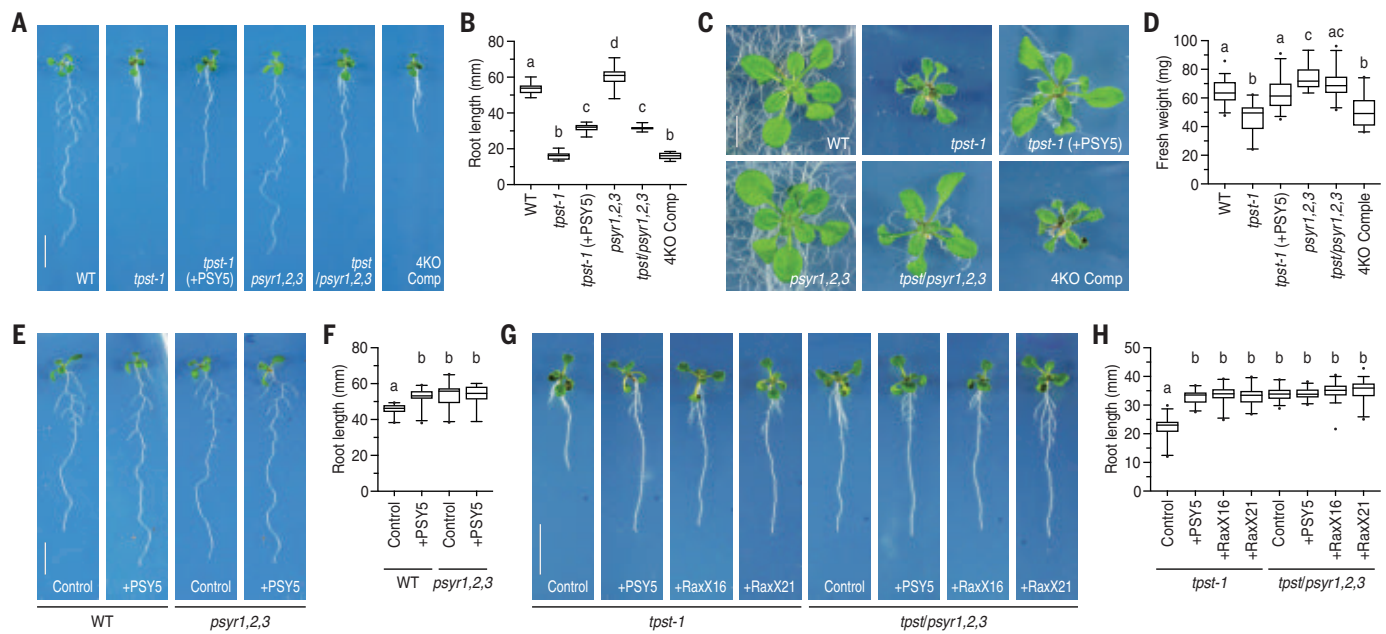 A
WT
tpst-1
tpst-1
(+PSY5)
psyr1,2,3
tpst
/psyr1,2,3
4KO
Comp
B
Root length (mm)
80
60
40
20
0
a
b
c
d
c
b
WT
tpst-1
tpst-1 (+PSY5)
psyr1,2,3
tpst/psyr1,2,3
4KO Comp
C
WT
tpst-1
tpst-1 (+PSY5)
psyr1,2,3
tpst/psyr1,2,3
4KO Comp
D
Fresh weight (mg)
100
80
60
40
20
0
a
b
a
c
ac
b
WT
tpst-1
tpst-1 (+PSY5)
psyr1,2,3
tpst/psyr1,2,3
4KO Comple
E
Control
+PSY5
Control
+PSY5
WT
psyr1,2,3
F
Root length (mm)
80
60
40
20
0
a
b
b
b
Control
+PSY5
Control
+PSY5
WT
psyr1,2,3
G
Control
+PSY5
+RaxX16
+RaxX21
Control
+PSY5
+RaxX16
+RaxX21
tpst-1
tpst/psyr1,2,3
H
Root length (mm)
50
40
30
20
10
0
a
b
b
b
b
b
b
b
Control
+PSY5
+RaxX16
+RaxX21
Control
+PSY5
+RaxX16
+RaxX21
tpst-1
tpst/psyr1,2,3